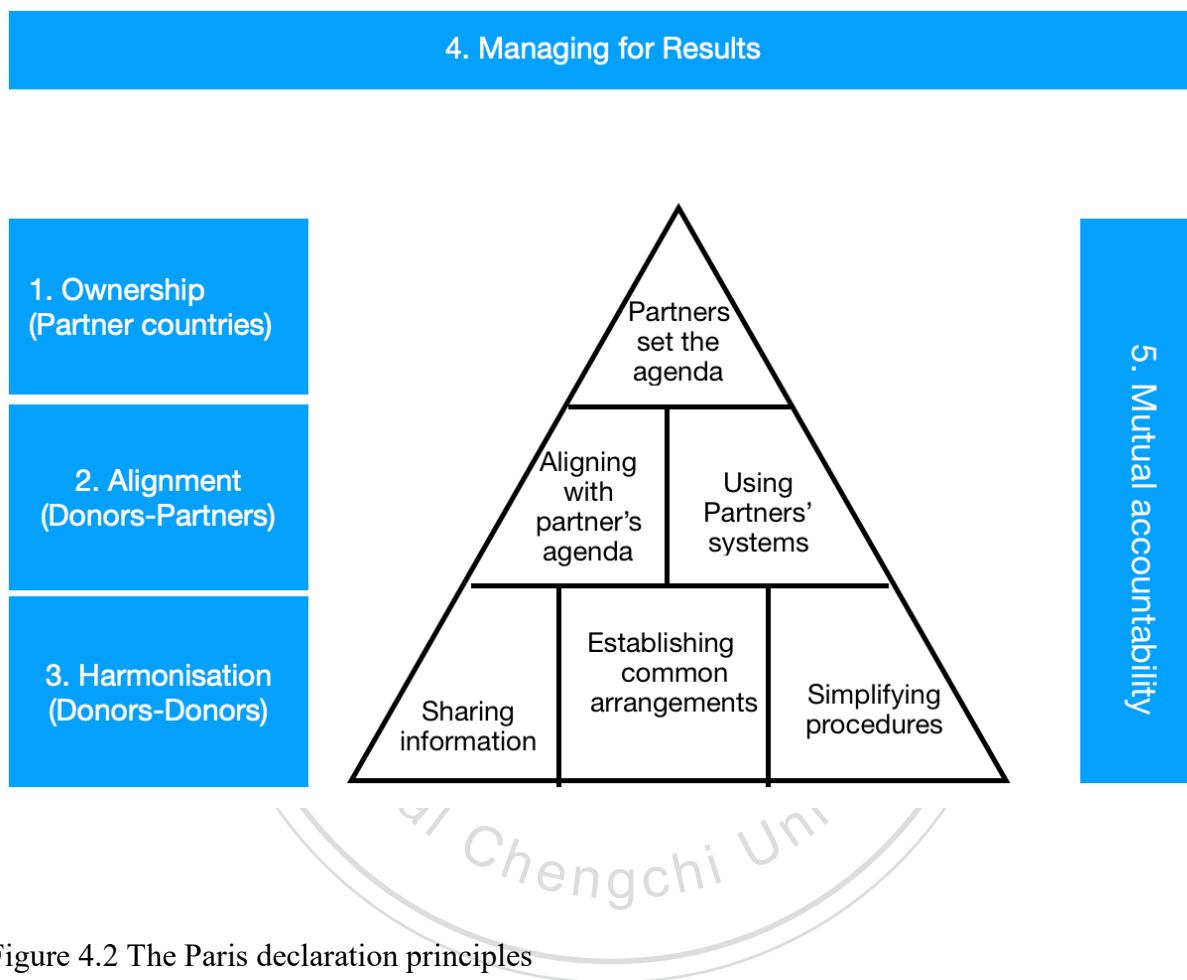 4. Managing for Results
1. Ownership
(Partner countries)
2. Alignment
(Donors-Partners)
3. Harmonisation
(Donors-Donors)
Partners
set the
agenda
Aligning
with
partner's
agenda
Using
Partners’
systems
Sharing
information
Establishing
common
arrangements
Simplifying
procedures
5. Mutual accountability
Chengchi
Figure 4.2 The Paris declaration principles